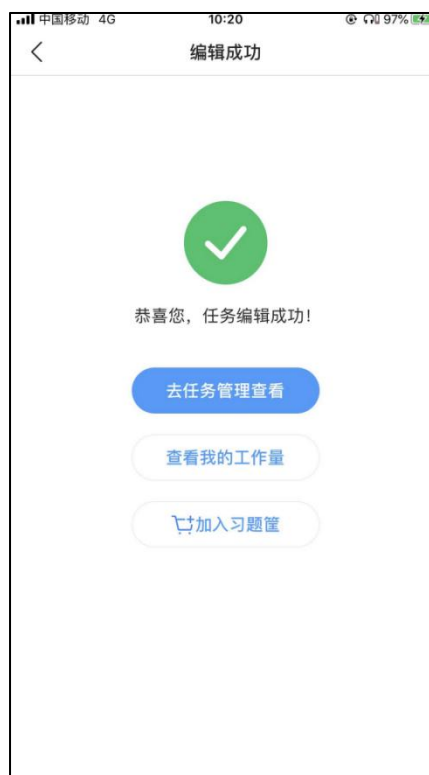 中国移动 4G 10:20 97%
编辑成功
恭喜您，任务编辑成功!
去任务管理查看
查看我的工作量
加入习题筐